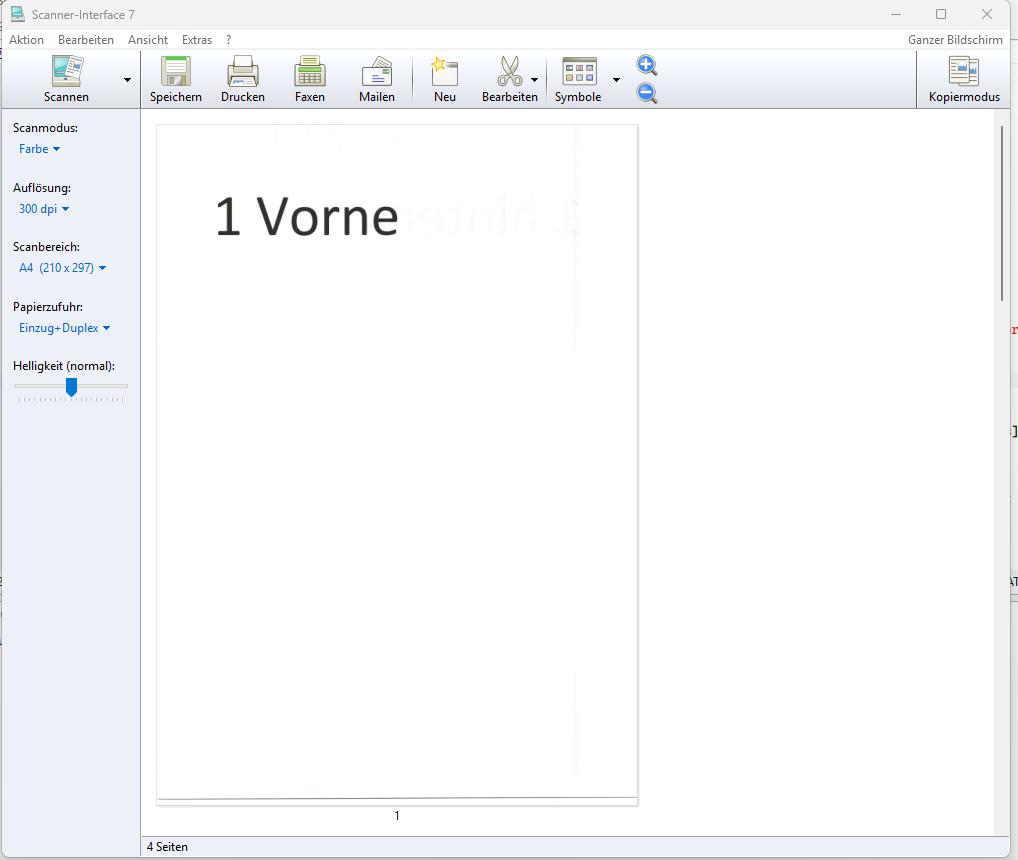 Scanner-Interface 7
Aktion Bearbeiten Ansicht Extras ? Ganzer Bildschirm
Scannen Speichern Drucken Faxen Mailen Neu Bearbeiten Symbole Kopiermodus
Scanmodus:
Farbe
Auflösung:
300 dpi
Scanbereich:
A4 (210 x 297)
Papierzufuhr:
Einzug+Duplex
Helligkeit (normal):
1 Vorne
1
4 Seiten